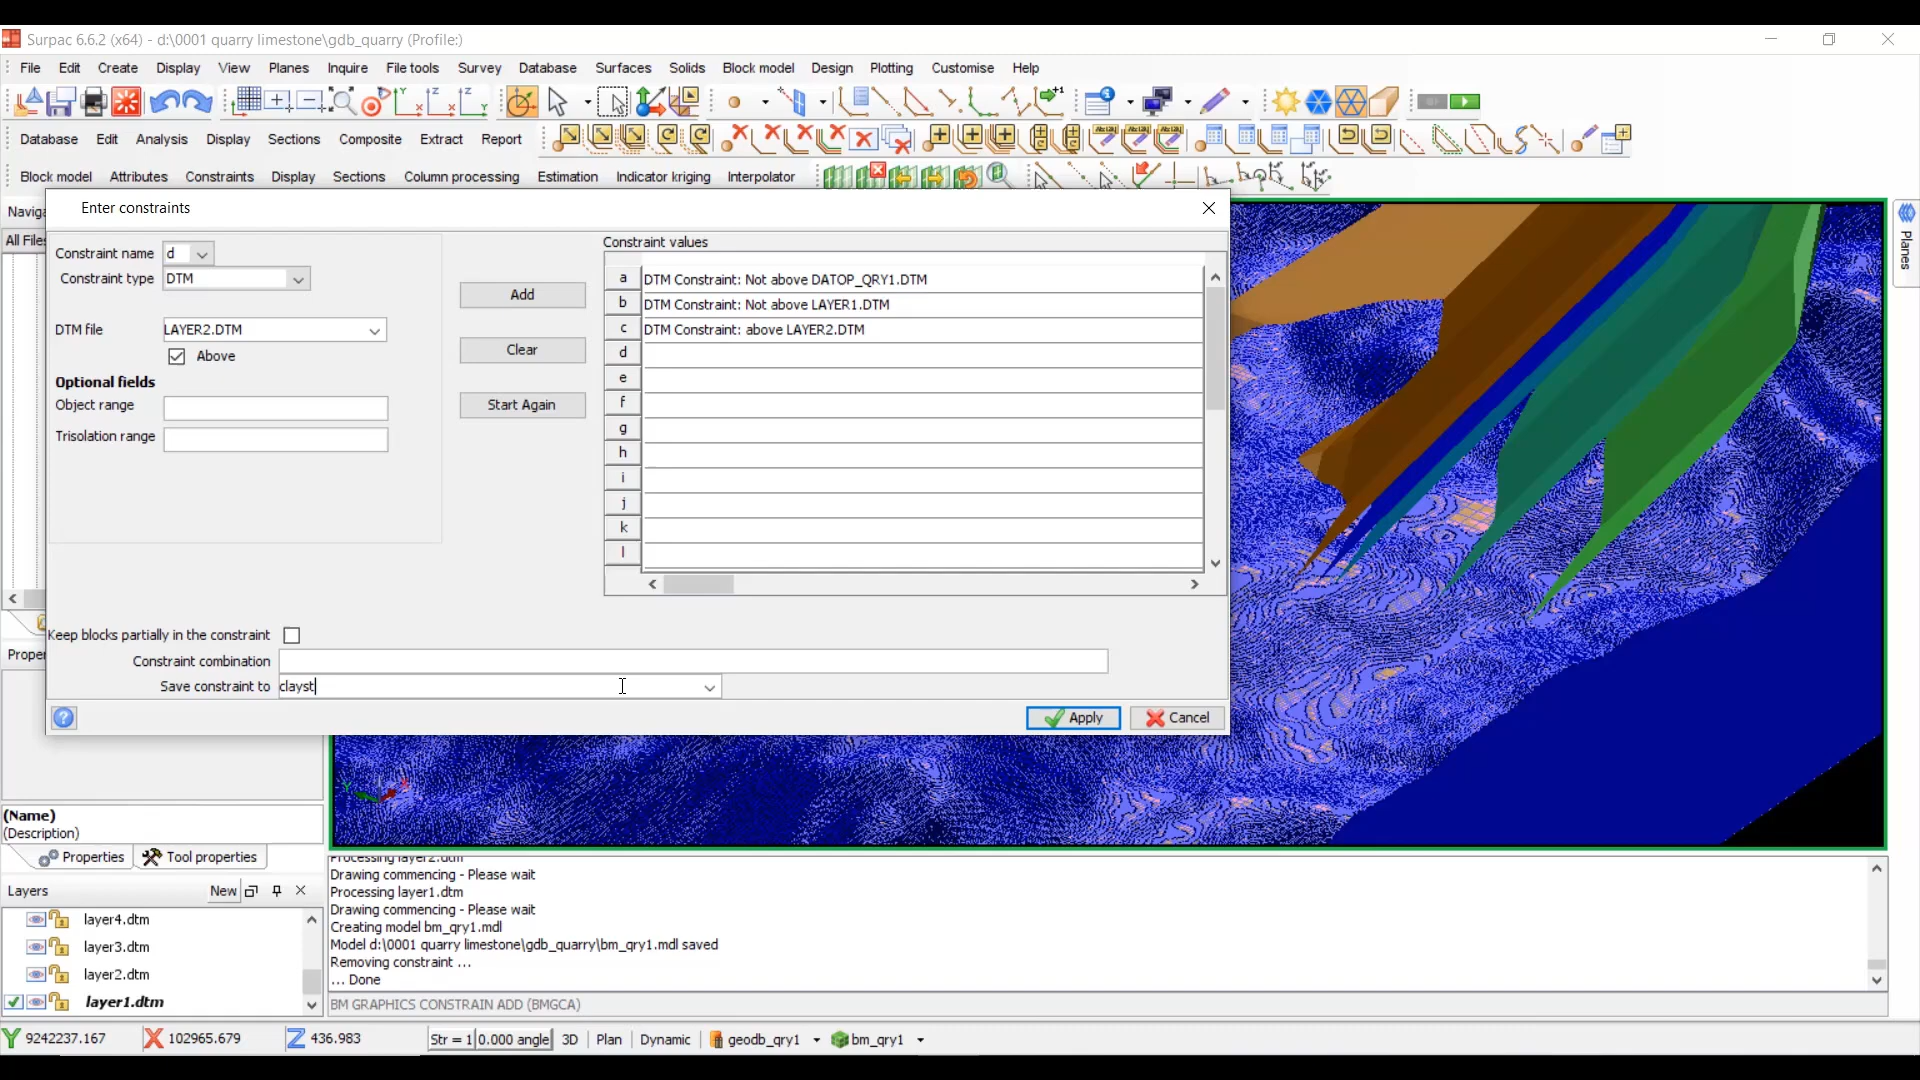 Surpac 6.6.2 (x64) - d:\0001 quarry limestone\gdb_quarry (Profile:)
File Edit Create Display View Planes Inquire File tools Survey Database Surfaces Solids Block model Design Plotting Customise Help
Database Edit Analysis Display Sections Composite Extract Report
Block model Attributes Constraints Display Sections Column processing Estimation Indicator kriging Interpolator
Naviga
All Files
Planes
Enter constraints
Constraint name d
Constraint type DTM
DTM file LAYER2.DTM
Above
Optional fields
Object range
Trisolation range
Add
Clear
Start Again
Constraint values
a DTM Constraint: Not above DATOP_QRY1.DTM
b DTM Constraint: Not above LAYER1.DTM
c DTM Constraint: above LAYER2.DTM
d
e
f
g
h
i
j
k
l
Keep blocks partially in the constraint
Constraint combination
Save constraint to clayst
Apply Cancel
Proper
(Name)
(Description)
Properties Tool properties
Layers New
layer4.dtm
layer3.dtm
layer2.dtm
layer1.dtm
Processing layer2.dtm
Drawing commencing - Please wait
Processing layer1.dtm
Drawing commencing - Please wait
Creating model bm_qry1.mdl
Model d:\0001 quarry limestone\gdb_quarry\bm_qry1.mdl saved
Removing constraint ...
... Done
BM GRAPHICS CONSTRAIN ADD (BMGCA)
Y 9242237.167 X 102965.679 Z 436.983 Str = 1 0.000 angle 3D Plan Dynamic geodb_qry1 bm_qry1